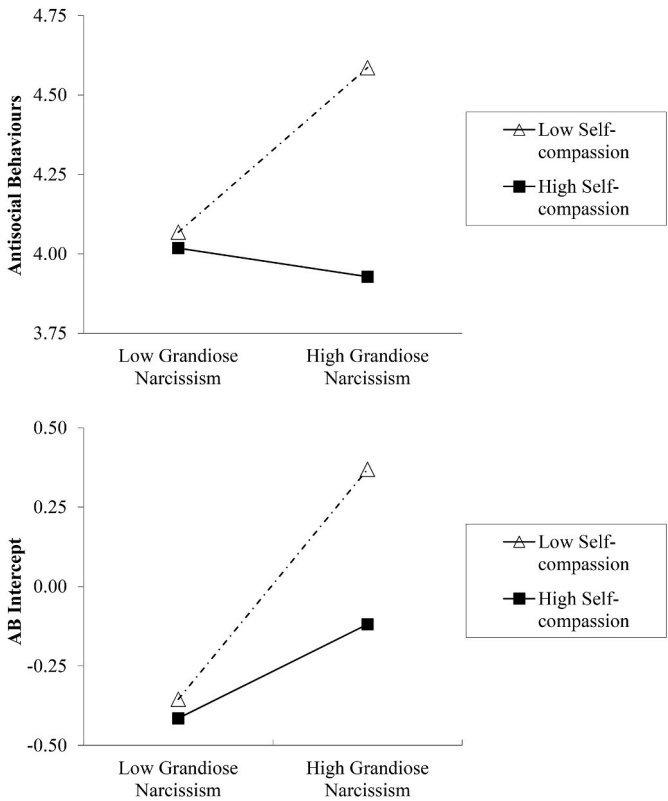 4.75
4.50
4.25
4.00
3.75
Antisocial Behaviours
Low Grandiose
Narcissism
High Grandiose
Narcissism
Low Self-
compassion
High Self-
compassion
0.50
0.25
0.00
-0.25
-0.50
AB Intercept
Low Grandiose
Narcissism
High Grandiose
Narcissism
Low Self-
compassion
High Self-
compassion